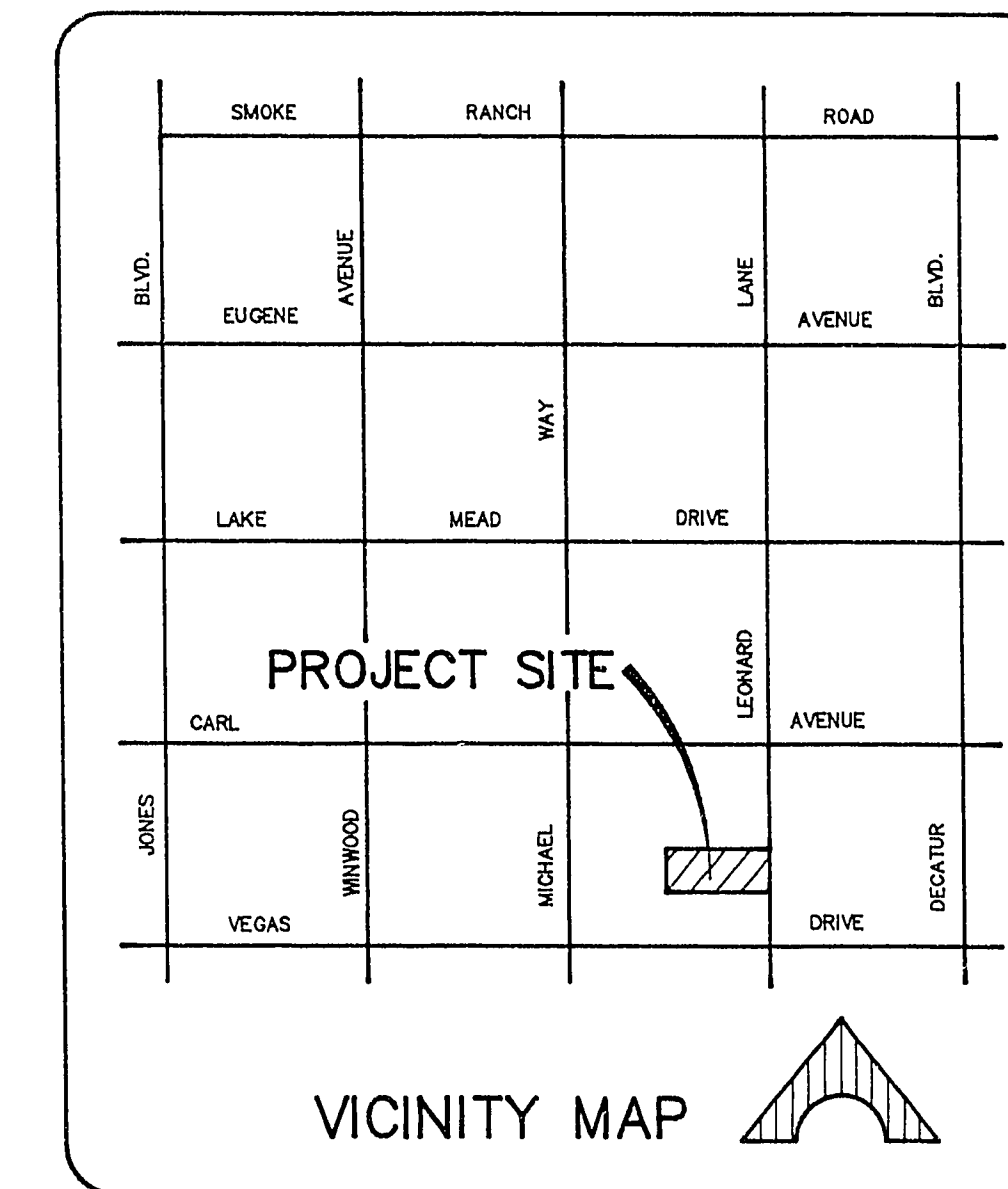 SMOKE RANCH ROAD
BLVD.
AVENUE
LANE
BLVD.
EUGENE AVENUE
WAY
LAKE MEAD DRIVE
PROJECT SITE
LEONARD
CARL AVENUE
JONES
WINWOOD
MICHAEL
DECATUR
VEGAS DRIVE
VICINITY MAP